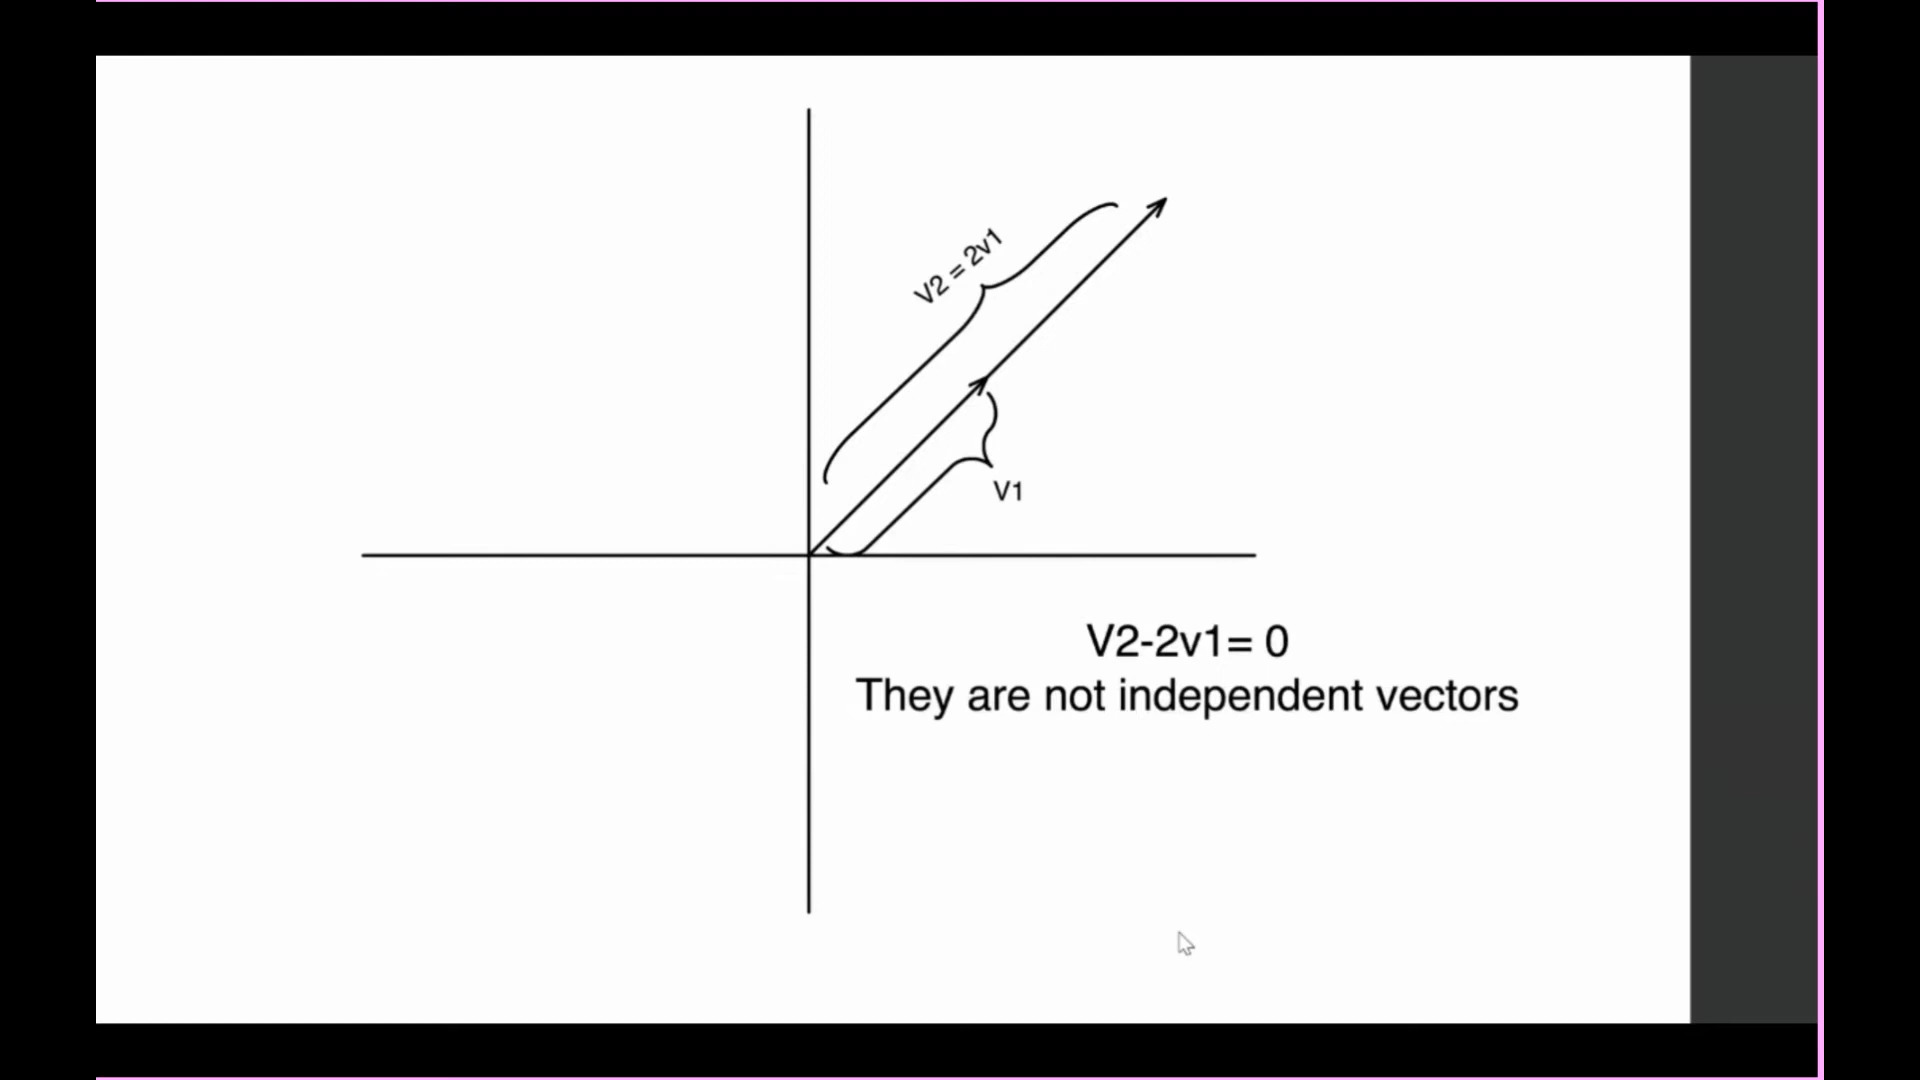 V2 = 2v1
V1
V2-2v1= 0
They are not independent vectors